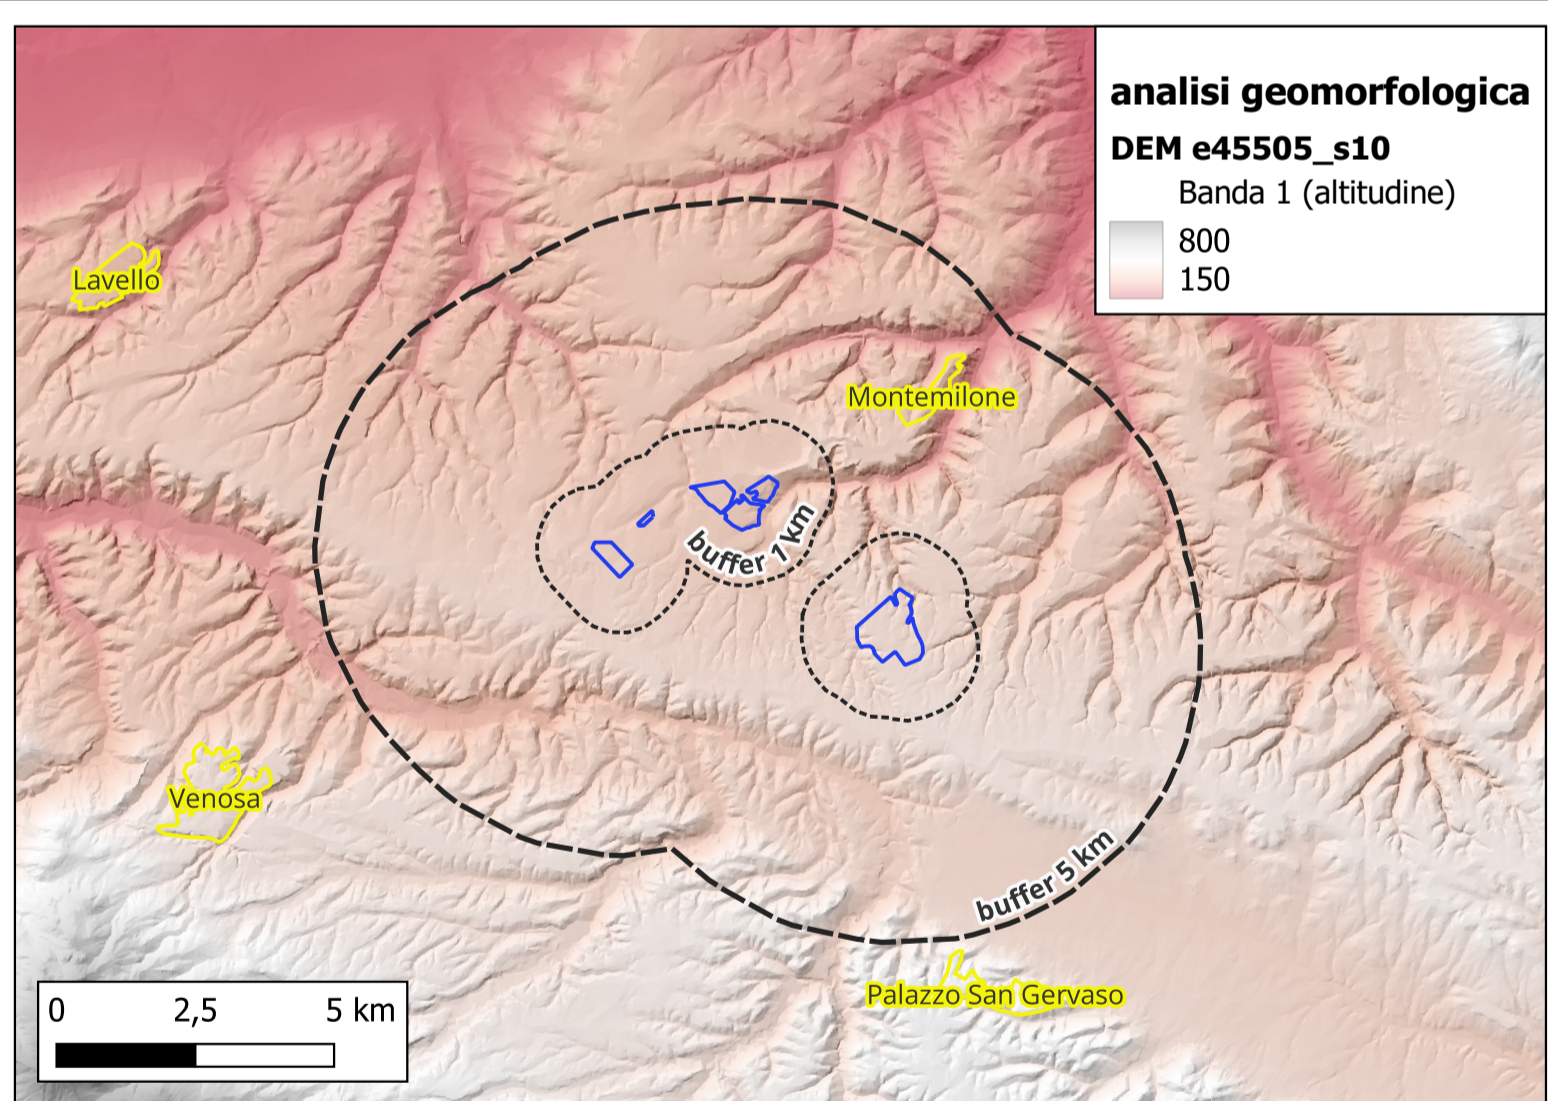 analisi geomorfologica
DEM e45505_s10
Banda 1 (altitudine)
800
150
Lavello
Montemilone
buffer 1 km
Venosa
buffer 5 km
Palazzo San Gervaso
0 2,5 5 km